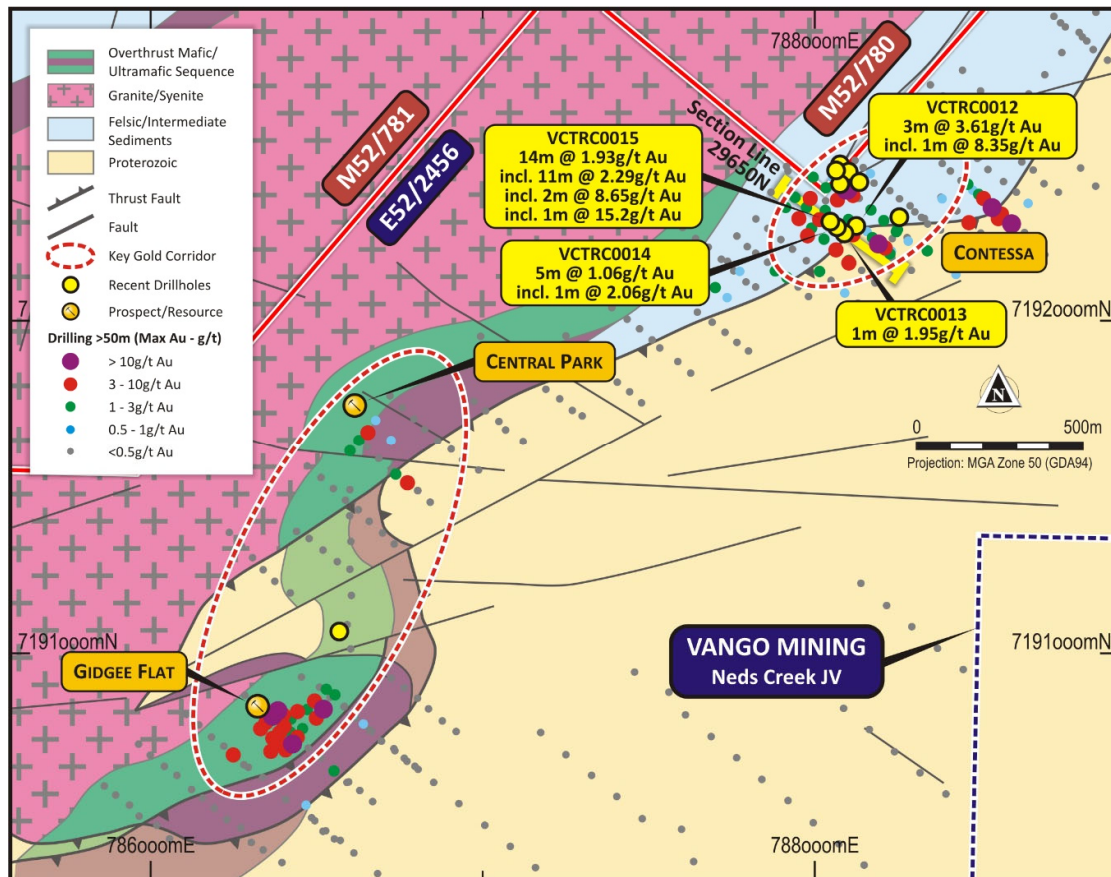 Overthrust Mafic/
Ultramafic Sequence
Granite/Syenite
Felsic/Intermediate
Sediments
Proterozoic
Thrust Fault
Fault
Key Gold Corridor
Recent Drillholes
Prospect/Resource
Drilling >50m (Max Au - g/t)
> 10g/t Au
3 - 10g/t Au
1 - 3g/t Au
0.5 - 1g/t Au
<0.5g/t Au
788000mE
M52/781
E52/2456
M52/780
Section Line
29650N
VCTRC0012
3m @ 3.61g/t Au
incl. 1m @ 8.35g/t Au
VCTRC0015
14m @ 1.93g/t Au
incl. 11m @ 2.29g/t Au
incl. 2m @ 8.65g/t Au
incl. 1m @ 15.2g/t Au
VCTRC0014
5m @ 1.06g/t Au
incl. 1m @ 2.06g/t Au
CONTESSA
VCTRC0013
1m @ 1.95g/t Au
7192000mN
CENTRAL PARK
N
0 500m
Projection: MGA Zone 50 (GDA94)
7191000mN
7191000mN
GIDGEE FLAT
VANGO MINING
Neds Creek JV
786000mE
788000mE